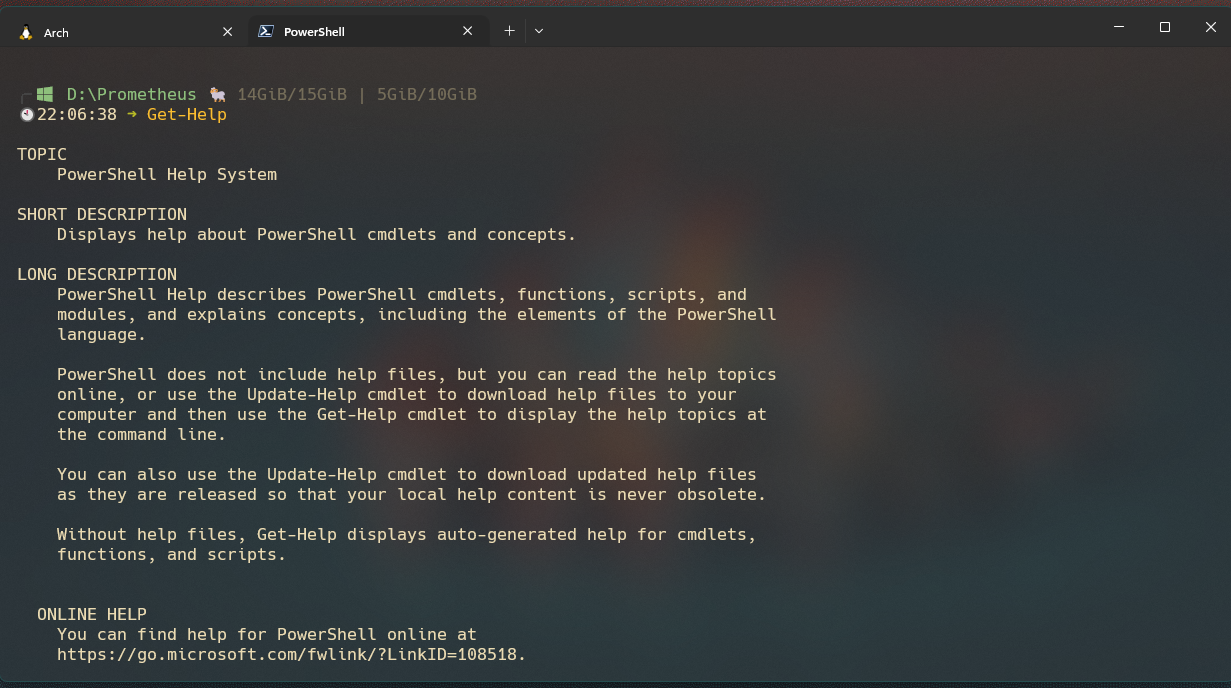 Arch
PowerShell
D:\Prometheus 14GiB/15GiB | 5GiB/10GiB
22:06:38 → Get-Help
TOPIC
PowerShell Help System
SHORT DESCRIPTION
Displays help about PowerShell cmdlets and concepts.
LONG DESCRIPTION
PowerShell Help describes PowerShell cmdlets, functions, scripts, and
modules, and explains concepts, including the elements of the PowerShell
language.
PowerShell does not include help files, but you can read the help topics
online, or use the Update-Help cmdlet to download help files to your
computer and then use the Get-Help cmdlet to display the help topics at
the command line.
You can also use the Update-Help cmdlet to download updated help files
as they are released so that your local help content is never obsolete.
Without help files, Get-Help displays auto-generated help for cmdlets,
functions, and scripts.
ONLINE HELP
You can find help for PowerShell online at
https://go.microsoft.com/fwlink/?LinkID=108518.